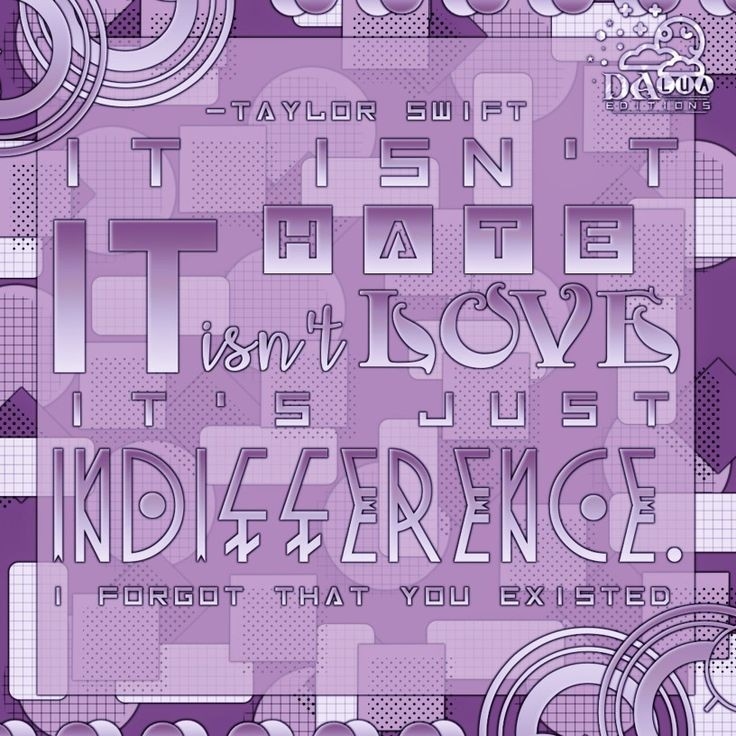 DALUA
EDITIONS
-TAYLOR SWIFT
IT ISN'T
HATE
IT isn't LOVE
IT'S JUST
INDIFFERENCE.
I FORGOT THAT YOU EXISTED